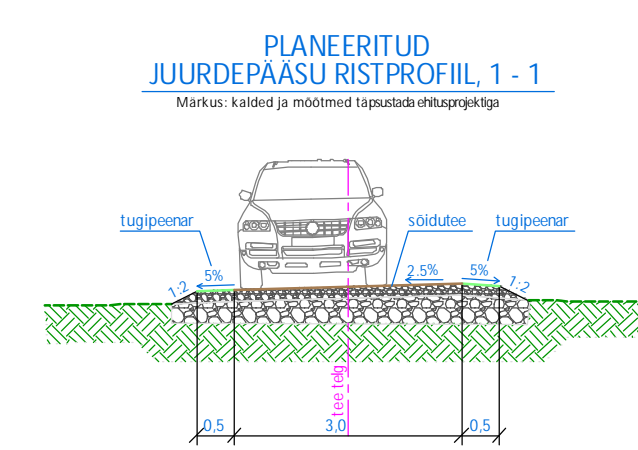 PLANEERITUD
JUURDEPÄÄSU RISTPROFIIL, 1 - 1
Märkus: kalded ja mõõtmed täpsustada ehitusprojektiga
tugipeenar
sõidutee
tugipeenar
1:2
5%
2.5%
5%
1:2
tee telg
0,5
3,0
0,5